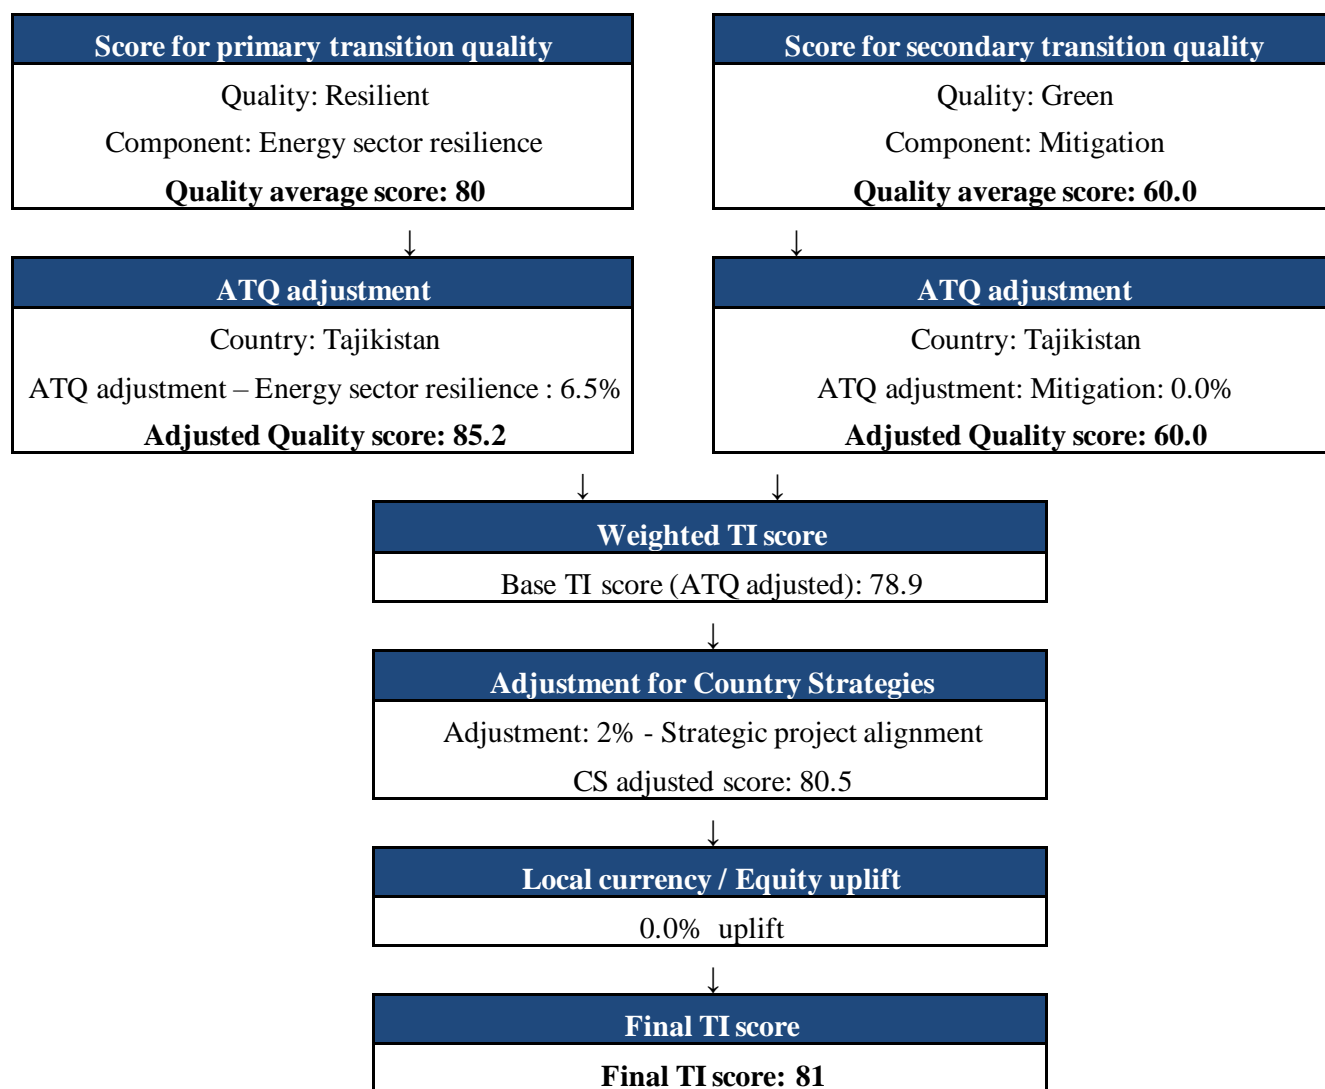 Score for primary transition quality
Quality: Resilient
Component: Energy sector resilience
Quality average score: 80
Score for secondary transition quality
Quality: Green
Component: Mitigation
Quality average score: 60.0
↓
↓
ATQ adjustment
Country: Tajikistan
ATQ adjustment – Energy sector resilience : 6.5%
Adjusted Quality score: 85.2
ATQ adjustment
Country: Tajikistan
ATQ adjustment: Mitigation: 0.0%
Adjusted Quality score: 60.0
↓
↓
Weighted TI score
Base TI score (ATQ adjusted): 78.9
↓
Adjustment for Country Strategies
Adjustment: 2% - Strategic project alignment
CS adjusted score: 80.5
↓
Local currency / Equity uplift
0.0% uplift
↓
Final TI score
Final TI score: 81